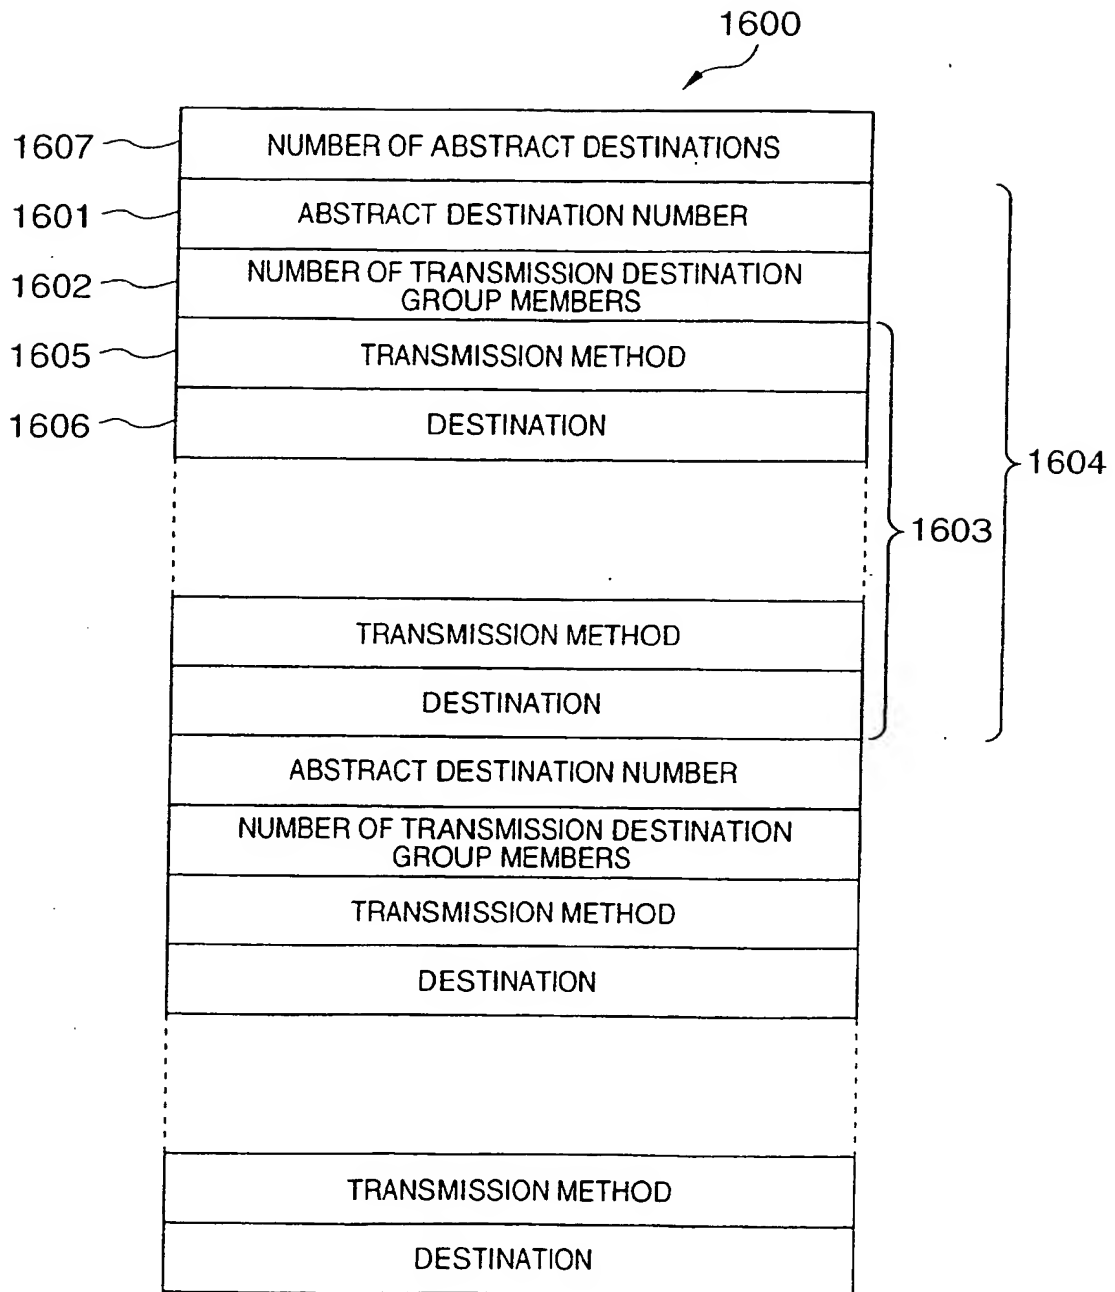 1600
1607 NUMBER OF ABSTRACT DESTINATIONS
1601 ABSTRACT DESTINATION NUMBER
1602 NUMBER OF TRANSMISSION DESTINATION
GROUP MEMBERS
1605 TRANSMISSION METHOD
1606 DESTINATION
1604
1603
TRANSMISSION METHOD
DESTINATION
ABSTRACT DESTINATION NUMBER
NUMBER OF TRANSMISSION DESTINATION
GROUP MEMBERS
TRANSMISSION METHOD
DESTINATION
TRANSMISSION METHOD
DESTINATION